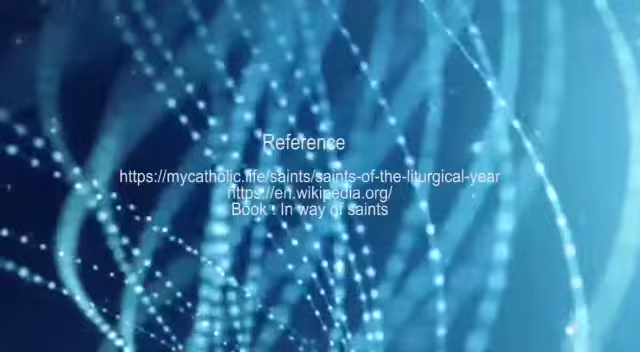 Reference
https://mycatholic.life/saints/saints-of-the-liturgical-year
https://en.wikipedia.org/
Book : In way of saints